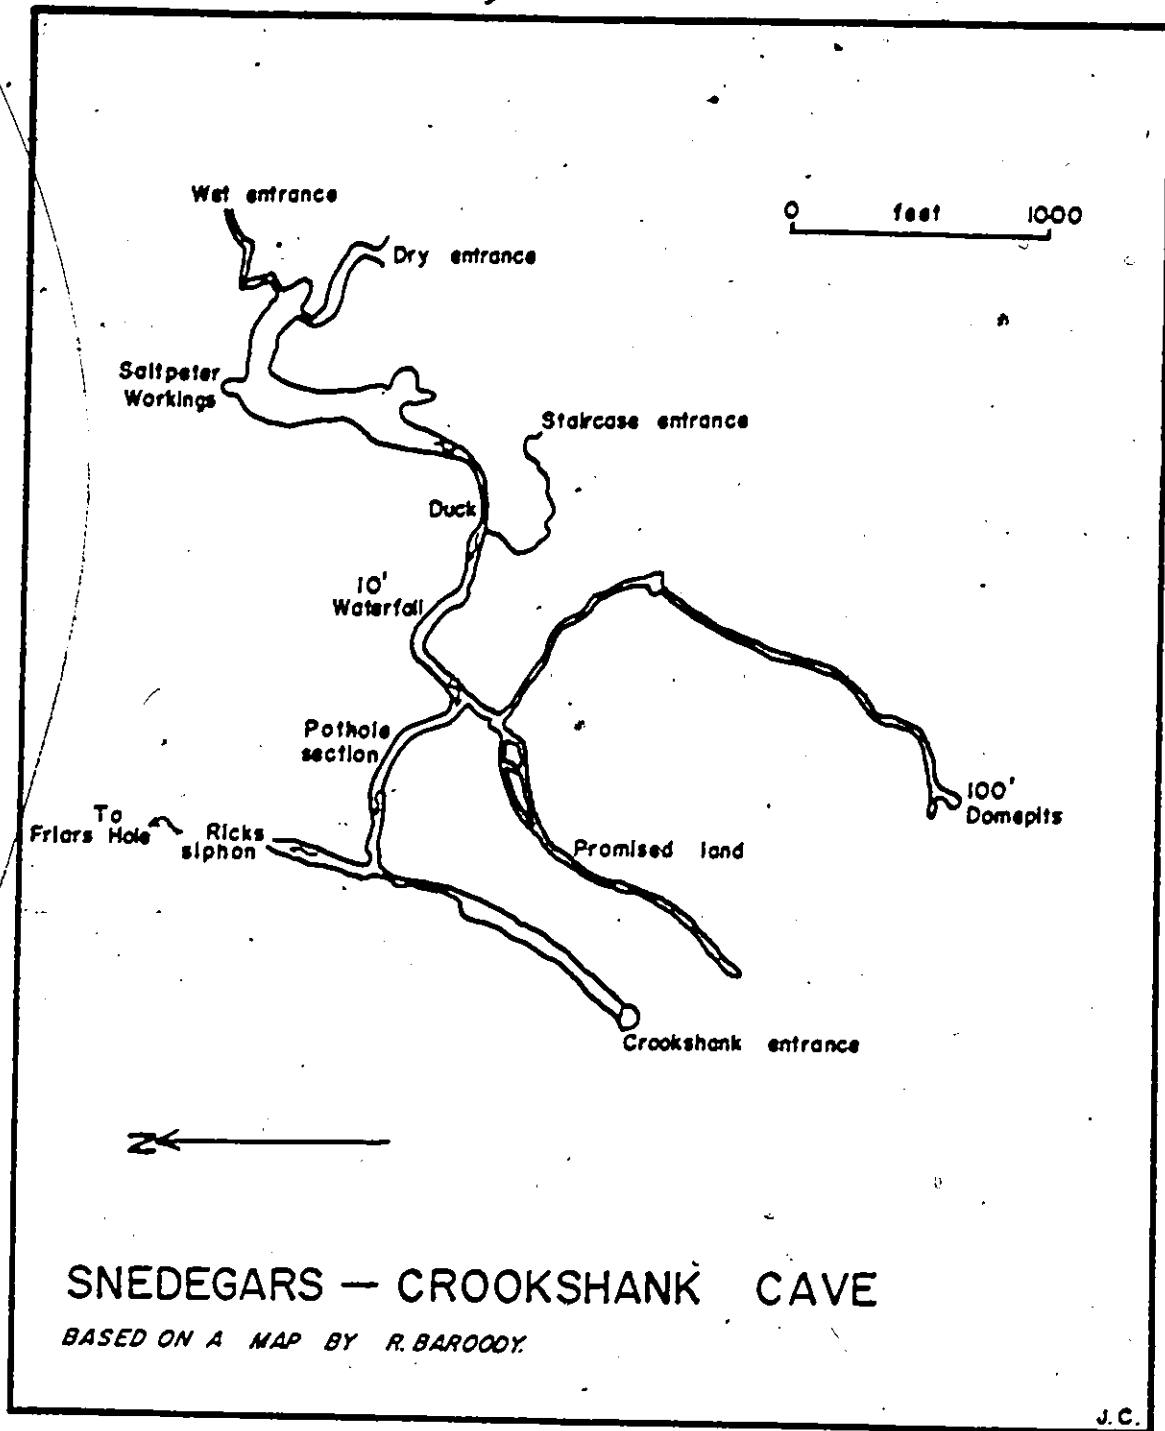 Wet entrance
0 feet 1000
Dry entrance
Saltpeter
Workings
Staircase entrance
Duck
10'
Waterfall
Pothole
section
100'
Domepits
To
Friars Hole
Ricks
siphon
Promised land
Crookshank entrance
N
SNEDEGARS — CROOKSHANK CAVE
BASED ON A MAP BY R. BAROODY.
J. C.